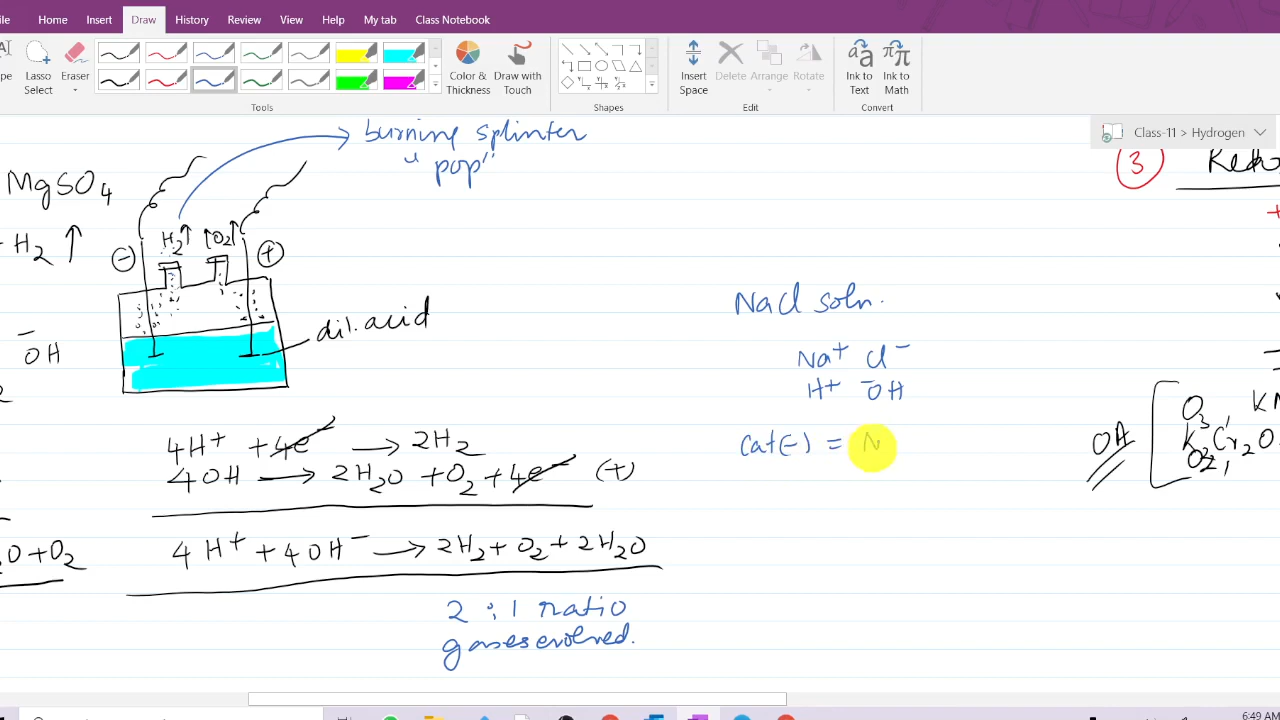 Home Insert Draw History Review View Help My tab Class Notebook
Lasso Select
Eraser
Color & Thickness
Draw with Touch
Insert Space
Delete
Arrange
Rotate
Ink to Text
Ink to Math
Tools
Shapes
Edit
Convert
Class-11 > Hydrogen
burning splinter
"pop"
MgSO4
+ H2 ↑
H2↑ ↑O2↑
(-) (+)
dil. acid
‾OH
4H+ + 4e- → 2H2
4OH → 2H2O + O2 + 4e- (+)
4H+ + 4OH- → 2H2 + O2 + 2H2O
O + O2
2 : 1 ratio
gases evolved.
NaCl soln.
Na+ Cl-
H+ ‾OH
Cat(-) = N
(3)
OA
O3
K2Cr2O
6:49